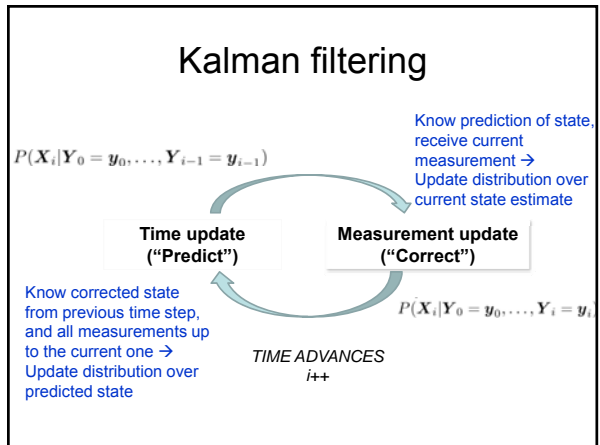 Kalman filtering
Know prediction of state,
receive current
measurement →
Update distribution over
current state estimate
P(X_i|Y_0 = y_0, . . . , Y_{i−1} = y_{i−1})
Time update
("Predict")
Measurement update
("Correct")
Know corrected state
from previous time step,
and all measurements up
to the current one →
Update distribution over
predicted state
P(X_i|Y_0 = y_0, . . . , Y_i = y_i)
TIME ADVANCES
i++